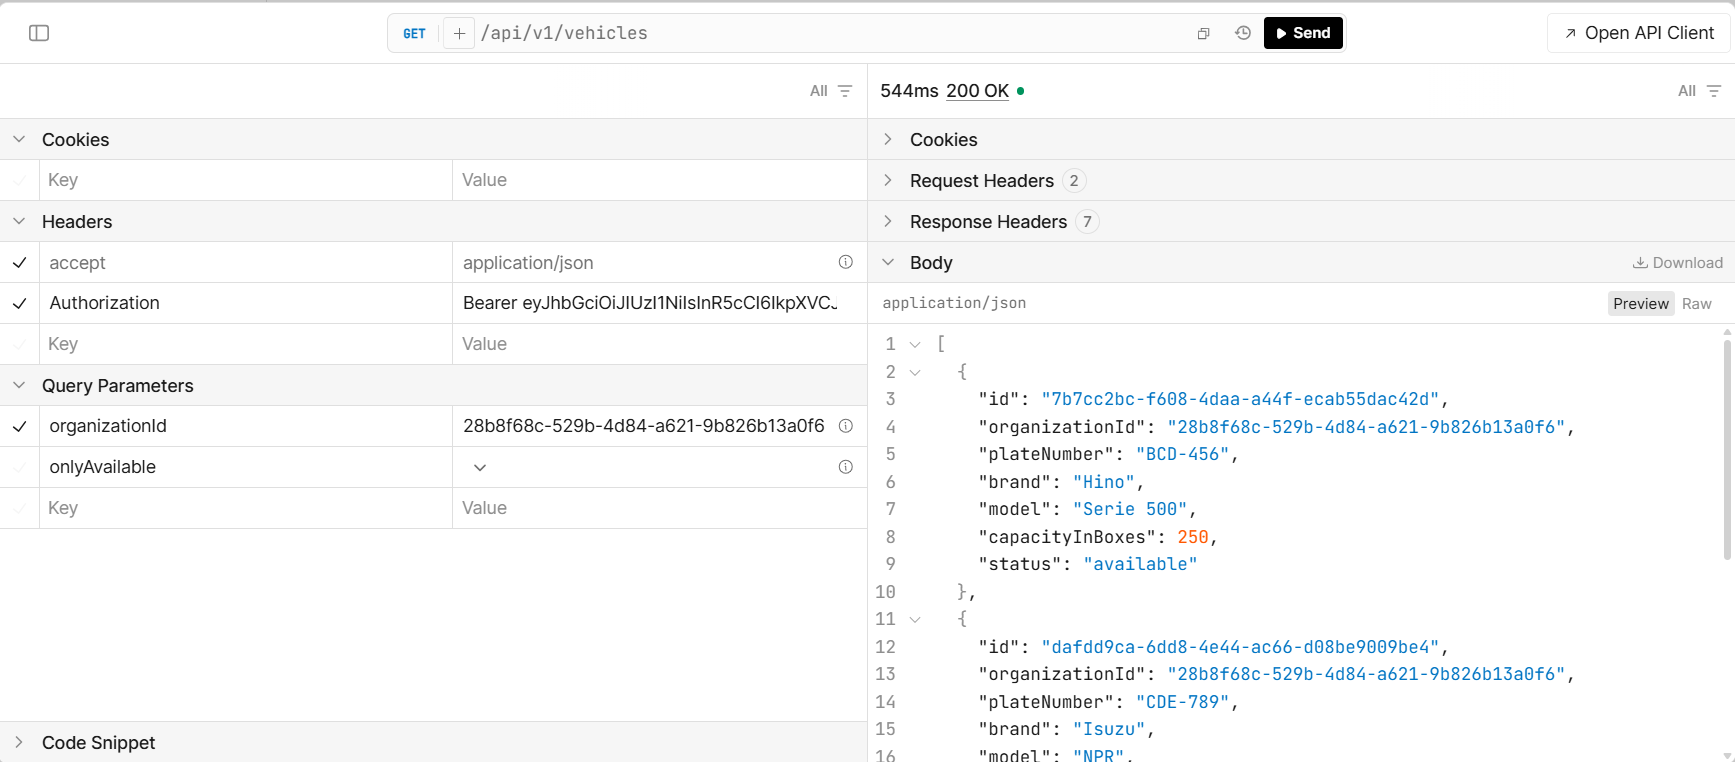 GET /api/v1/vehicles Send Open API Client
All
Cookies
Key Value
Headers
accept application/json
Authorization Bearer eyJhbGciOiJIUzI1NiIsInR5cCI6IkpXVCJ
Key Value
Query Parameters
organizationId 28b8f68c-529b-4d84-a621-9b826b13a0f6
onlyAvailable
Key Value
Code Snippet
544ms 200 OK All
Cookies
Request Headers 2
Response Headers 7
Body Download
application/json Preview Raw
1 [
2 {
3 "id": "7b7cc2bc-f608-4daa-a44f-ecab55dac42d",
4 "organizationId": "28b8f68c-529b-4d84-a621-9b826b13a0f6",
5 "plateNumber": "BCD-456",
6 "brand": "Hino",
7 "model": "Serie 500",
8 "capacityInBoxes": 250,
9 "status": "available"
10 },
11 {
12 "id": "dafdd9ca-6dd8-4e44-ac66-d08be9009be4",
13 "organizationId": "28b8f68c-529b-4d84-a621-9b826b13a0f6",
14 "plateNumber": "CDE-789",
15 "brand": "Isuzu",
16 "model": "NPR",